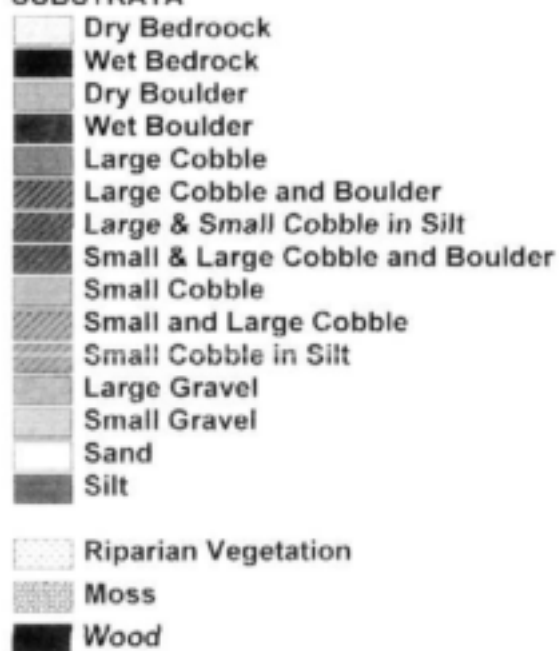 SUBSTRATA
Dry Bedroock
Wet Bedrock
Dry Boulder
Wet Boulder
Large Cobble
Large Cobble and Boulder
Large & Small Cobble in Silt
Small & Large Cobble and Boulder
Small Cobble
Small and Large Cobble
Small Cobble in Silt
Large Gravel
Small Gravel
Sand
Silt
Riparian Vegetation
Moss
Wood